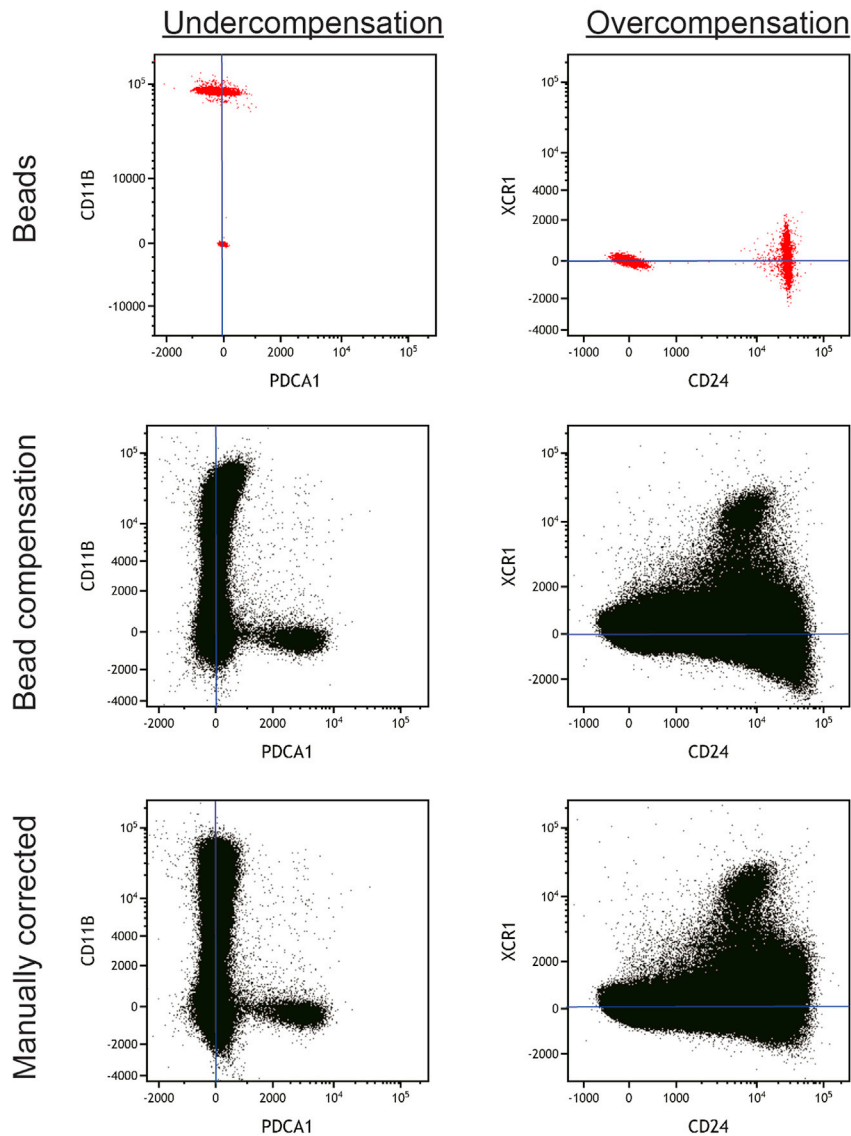 Undercompensation Overcompensation
Beads
10⁵
10000
0
-10000
CD11B
-2000 0 2000 10⁴ 10⁵
PDCA1
10⁵
10⁴
4000
2000
0
-2000
-4000
XCR1
-1000 0 1000 10⁴ 10⁵
CD24
Bead compensation
10⁵
10⁴
4000
2000
0
-2000
-4000
CD11B
-2000 0 2000 10⁴ 10⁵
PDCA1
10⁵
10⁴
2000
0
-2000
XCR1
-1000 0 1000 10⁴ 10⁵
CD24
Manually corrected
10⁵
10⁴
4000
2000
0
-2000
-4000
CD11B
-2000 0 2000 10⁴ 10⁵
PDCA1
10⁵
10⁴
2000
0
-2000
XCR1
-1000 0 1000 10⁴ 10⁵
CD24